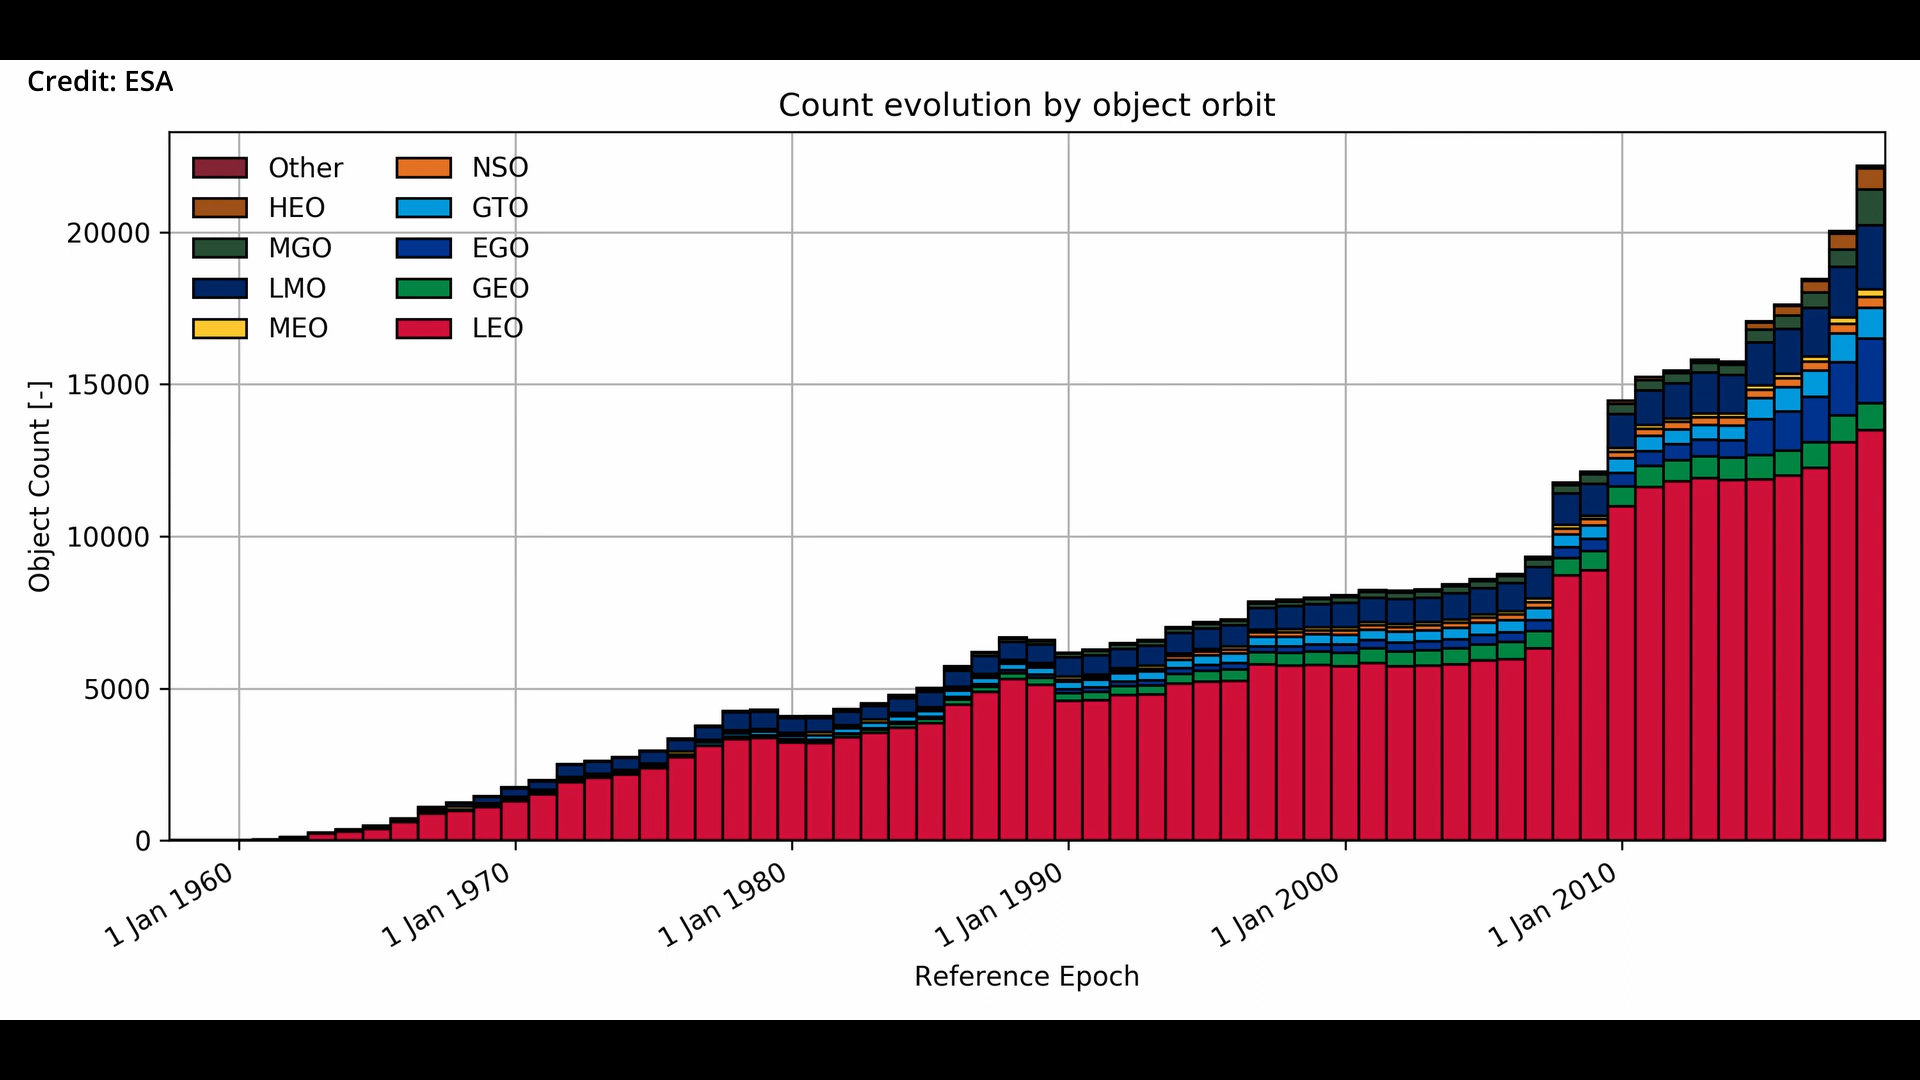 Credit: ESA
Count evolution by object orbit
Other
HEO
MGO
LMO
MEO
NSO
GTO
EGO
GEO
LEO
Object Count [-]
20000
15000
10000
5000
0
1 Jan 1960
1 Jan 1970
1 Jan 1980
1 Jan 1990
1 Jan 2000
1 Jan 2010
Reference Epoch